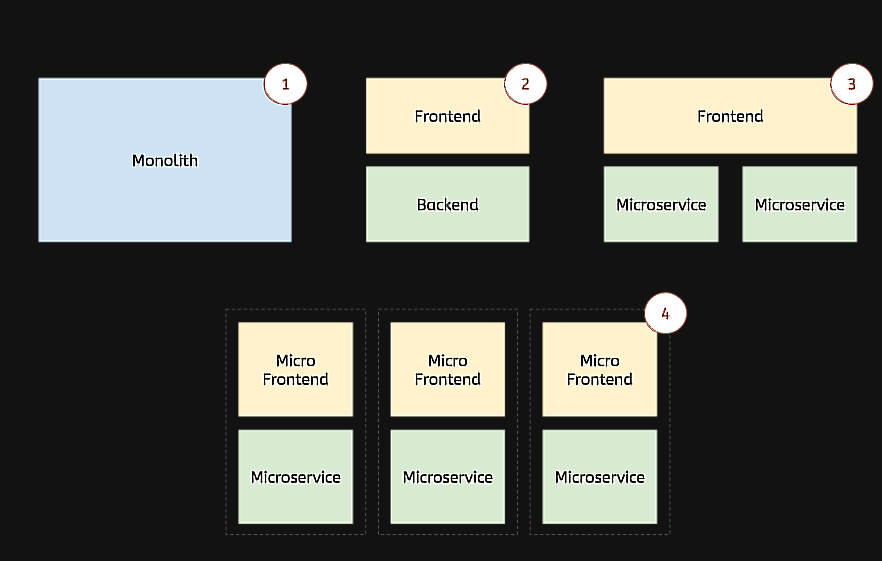 1
Monolith
2
Frontend
Backend
3
Frontend
Microservice
Microservice
4
Micro
Frontend
Microservice
Micro
Frontend
Microservice
Micro
Frontend
Microservice